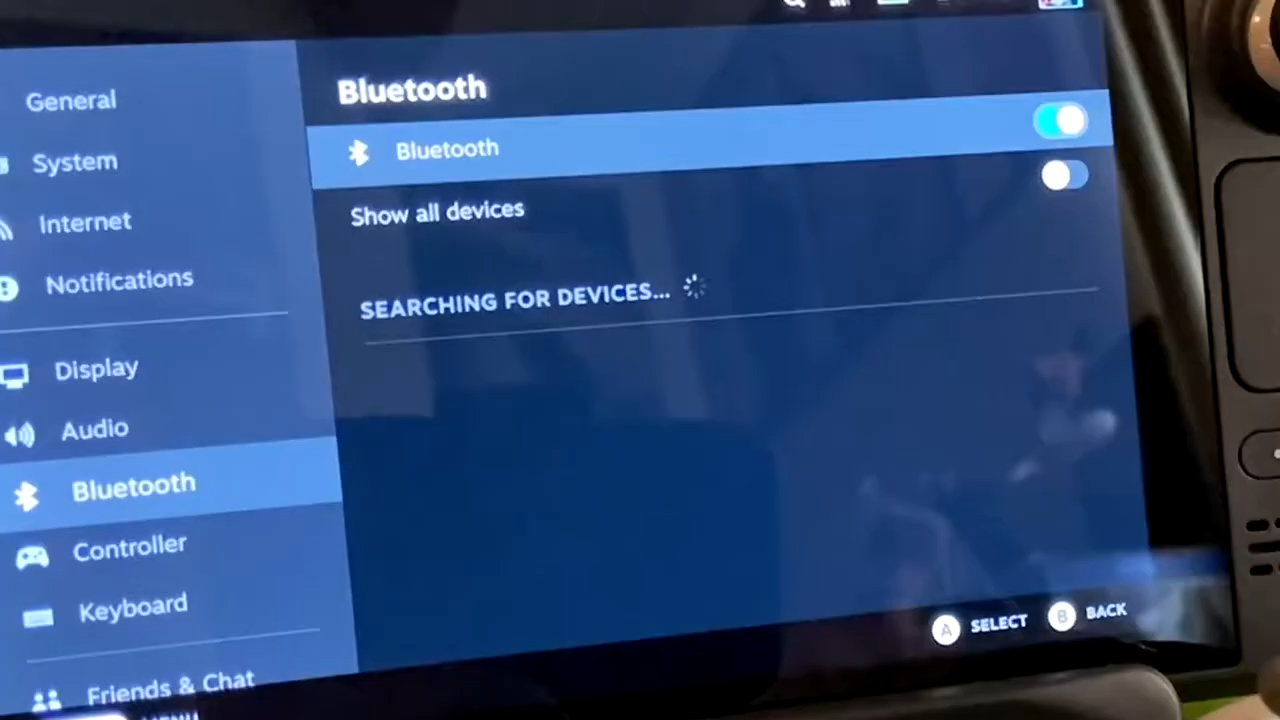 General
System
Internet
Notifications
Display
Audio
Bluetooth
Controller
Keyboard
Friends & Chat
MENU
Bluetooth
Bluetooth
Show all devices
SEARCHING FOR DEVICES...
A SELECT B BACK